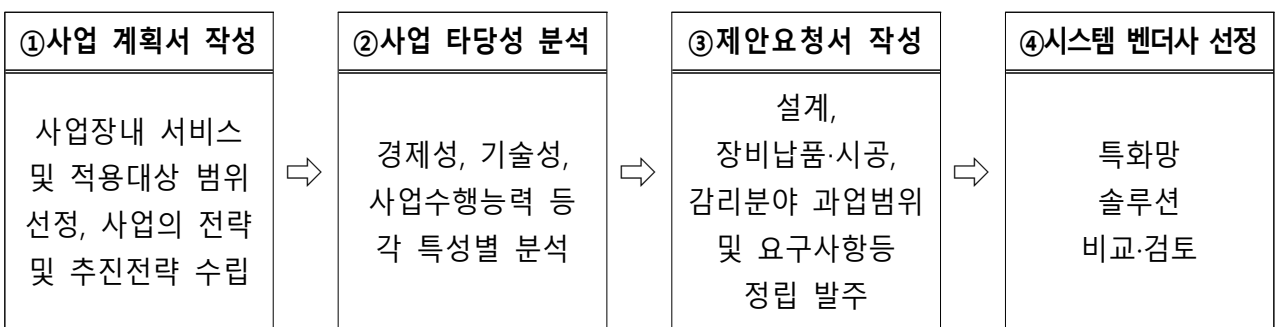 ①사업 계획서 작성
사업장내 서비스
및 적용대상 범위
선정, 사업의 전략
및 추진전략 수립
②사업 타당성 분석
경제성, 기술성,
사업수행능력 등
각 특성별 분석
③제안요청서 작성
설계,
장비납품·시공,
감리분야 과업범위
및 요구사항등
정립 발주
④시스템 벤더사 선정
특화망
솔루션
비교·검토